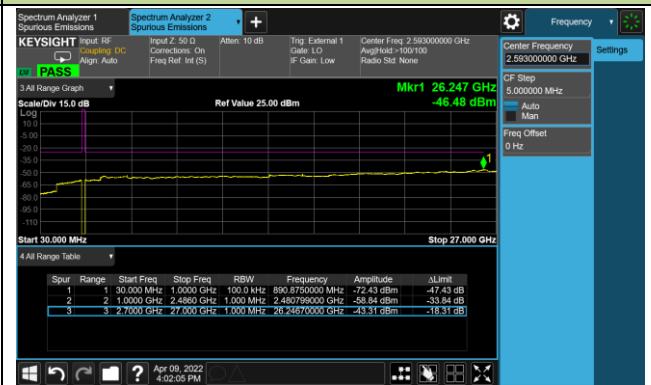 Spectrum Analyzer 1
Spurious Emissions
Spectrum Analyzer 2
Spurious Emissions
Frequency
KEYSIGHT
Input: RF
Coupling: DC
Align: Auto
Input Z: 50 Ω
Corrections: On
Freq Ref: Int (S)
Atten: 10 dB
Trig: External 1
Gate: LO
IF Gain: Low
Center Freq: 2.593000000 GHz
Avg|Hold:>100/100
Radio Std: None
PASS
3 All Range Graph
Mkr1 26.247 GHz
Scale/Div 15.0 dB
Ref Value 25.00 dBm
-46.48 dBm
Log
10.0
-5.00
-20.0
-35.0
-50.0
-65.0
-80.0
-95.0
-110
1
Start 30.000 MHz
Stop 27.000 GHz
4 All Range Table
Spur Range Start Freq Stop Freq RBW Frequency Amplitude ΔLimit
1 1 30.000 MHz 1.0000 GHz 100.0 kHz 890.8750000 MHz -72.43 dBm -47.43 dB
2 2 1.0000 GHz 2.4860 GHz 1.000 MHz 2.480799000 GHz -58.84 dBm -33.84 dB
3 3 2.7000 GHz 27.000 GHz 1.000 MHz 26.24670000 GHz -43.31 dBm -18.31 dB
Apr 09, 2022
4:02:05 PM
Center Frequency
2.593000000 GHz
Settings
CF Step
5.000000 MHz
Auto
Man
Freq Offset
0 Hz